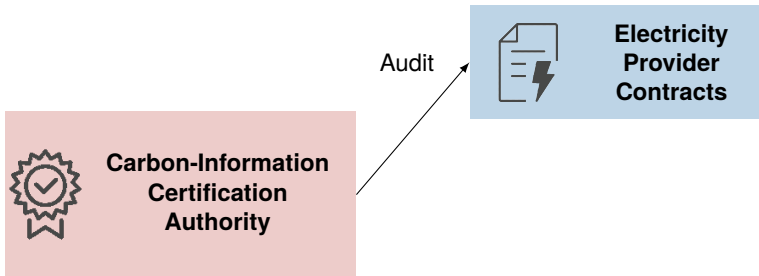 Electricity
Provider
Contracts
Audit
Carbon-Information
Certification
Authority